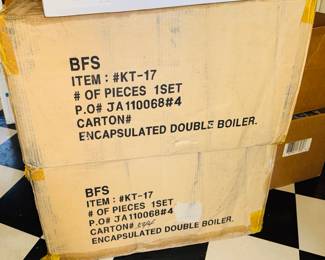 BFS
ITEM : #KT-17
# OF PIECES 1SET
P.O# JA110068#4
CARTON#
ENCAPSULATED DOUBLE BOILER.
BFS
ITEM: #KT-17
# OF PIECES 1SET
P.O# JA110068#4
CARTON#
ENCAPSULATED DOUBLE BOILER.